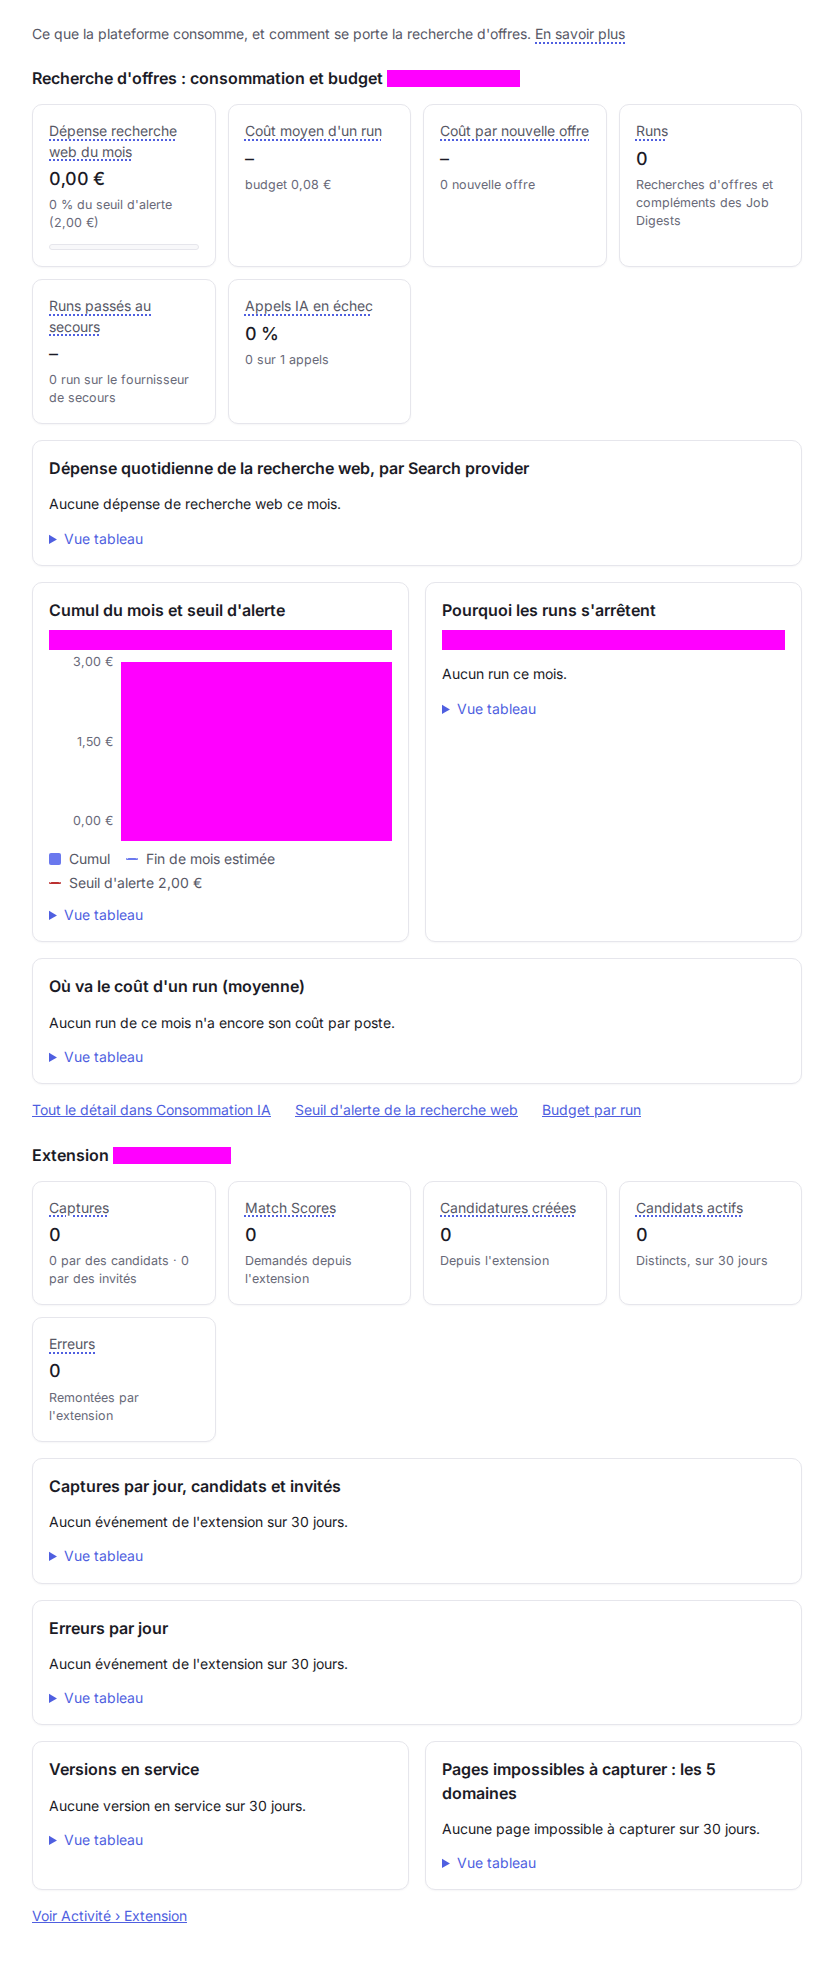 Ce que la plateforme consomme, et comment se porte la recherche d'offres. En savoir plus
Recherche d'offres : consommation et budget
Dépense recherche
web du mois
0,00 €
0 % du seuil d'alerte
(2,00 €)
Coût moyen d'un run
–
budget 0,08 €
Coût par nouvelle offre
–
0 nouvelle offre
Runs
0
Recherches d'offres et
compléments des Job
Digests
Runs passés au
secours
–
0 run sur le fournisseur
de secours
Appels IA en échec
0 %
0 sur 1 appels
Dépense quotidienne de la recherche web, par Search provider
Aucune dépense de recherche web ce mois.
Vue tableau
Cumul du mois et seuil d'alerte
3,00 €
1,50 €
0,00 €
Cumul
Fin de mois estimée
Seuil d'alerte 2,00 €
Vue tableau
Pourquoi les runs s'arrêtent
Aucun run ce mois.
Vue tableau
Où va le coût d'un run (moyenne)
Aucun run de ce mois n'a encore son coût par poste.
Vue tableau
Tout le détail dans Consommation IA
Seuil d'alerte de la recherche web
Budget par run
Extension
Captures
0
0 par des candidats · 0
par des invités
Match Scores
0
Demandés depuis
l'extension
Candidatures créées
0
Depuis l'extension
Candidats actifs
0
Distincts, sur 30 jours
Erreurs
0
Remontées par
l'extension
Captures par jour, candidats et invités
Aucun événement de l'extension sur 30 jours.
Vue tableau
Erreurs par jour
Aucun événement de l'extension sur 30 jours.
Vue tableau
Versions en service
Aucune version en service sur 30 jours.
Vue tableau
Pages impossibles à capturer : les 5
domaines
Aucune page impossible à capturer sur 30 jours.
Vue tableau
Voir Activité › Extension